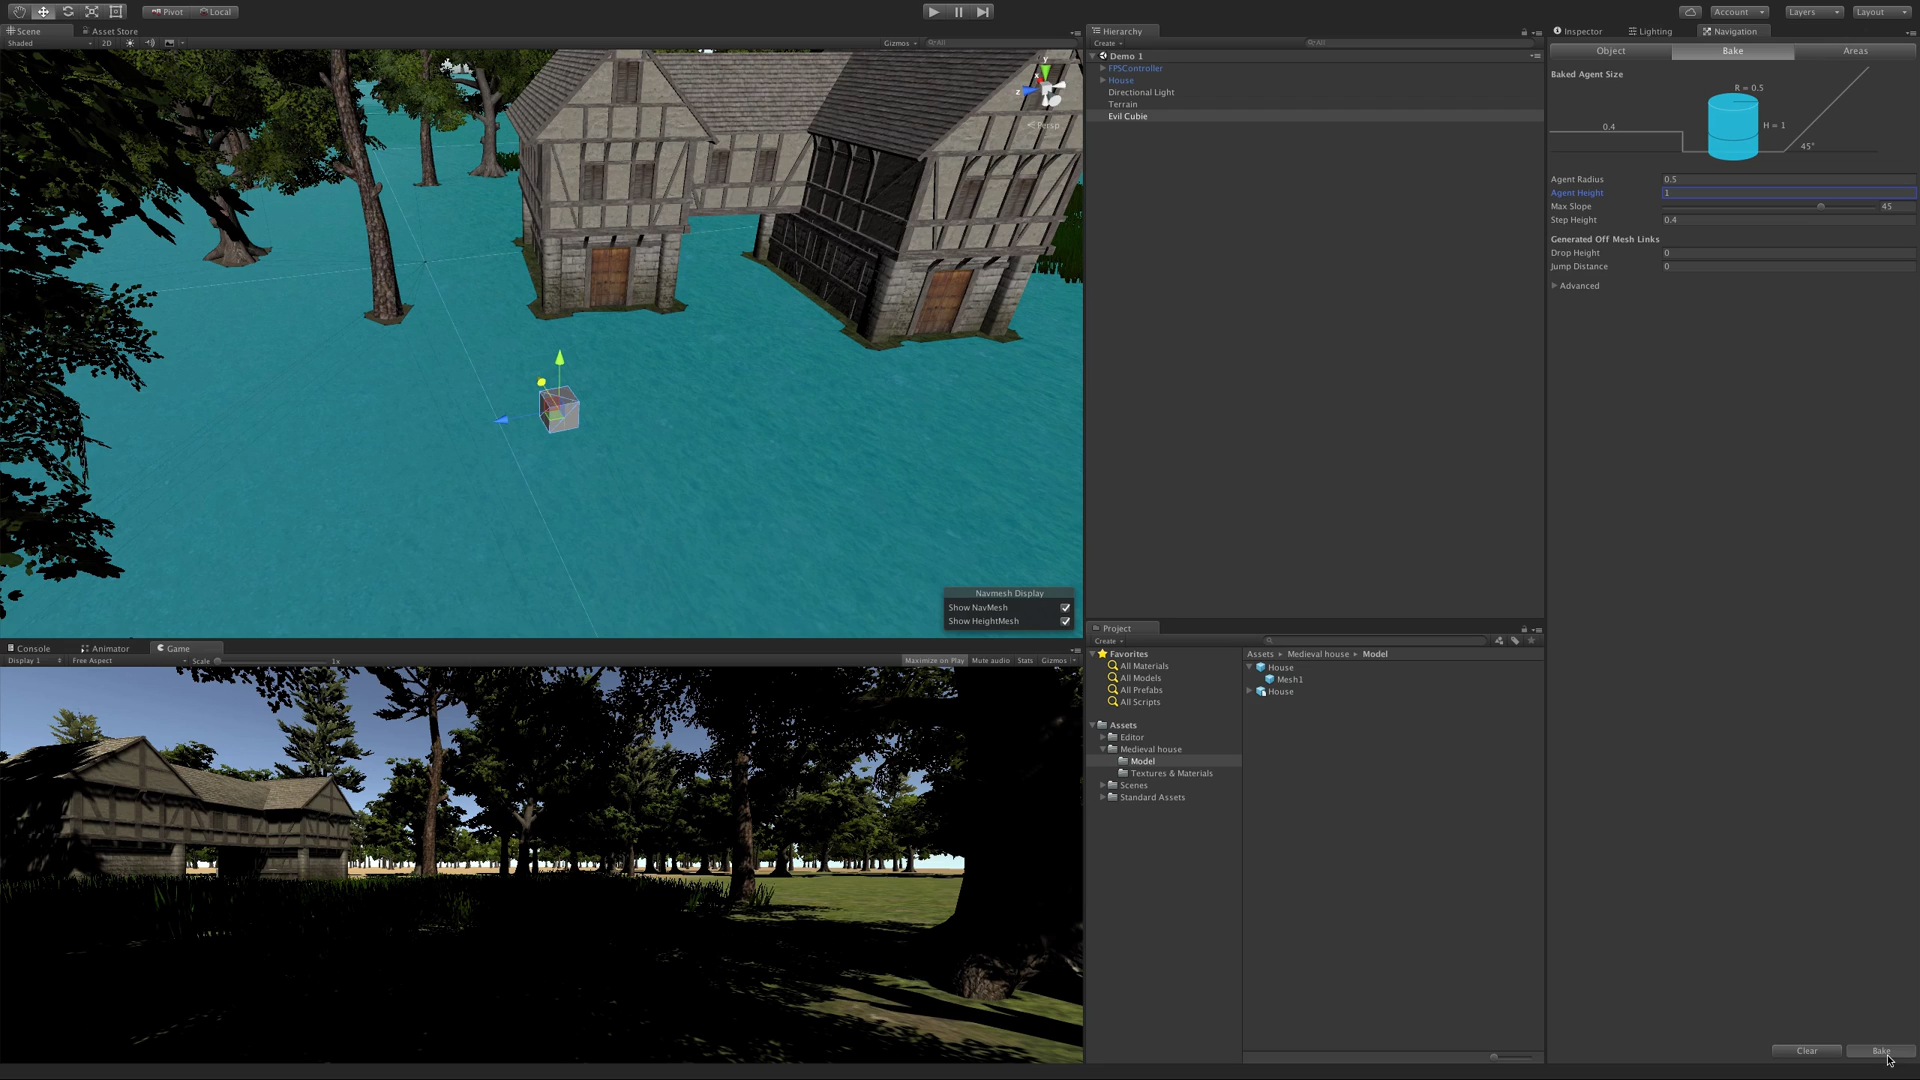 Pivot Local
Account Layers Layout
Scene Asset Store
Shaded 2D Gizmos All
y
x
z
Persp
Navmesh Display
Show NavMesh
Show HeightMesh
Console Animator Game
Display 1 Free Aspect Scale 1x Maximize on Play Mute audio Stats Gizmos
Hierarchy
Create All
Demo 1
FPSController
House
Directional Light
Terrain
Evil Cubie
Project
Create
Favorites
All Materials
All Models
All Prefabs
All Scripts
Assets
Editor
Medieval house
Model
Textures & Materials
Scenes
Standard Assets
Assets Medieval house Model
House
Mesh1
House
Inspector Lighting Navigation
Object Bake Areas
Baked Agent Size
R = 0.5
0.4
H = 1
45°
Agent Radius 0.5
Agent Height 1
Max Slope 45
Step Height 0.4
Generated Off Mesh Links
Drop Height 0
Jump Distance 0
Advanced
Clear Bake